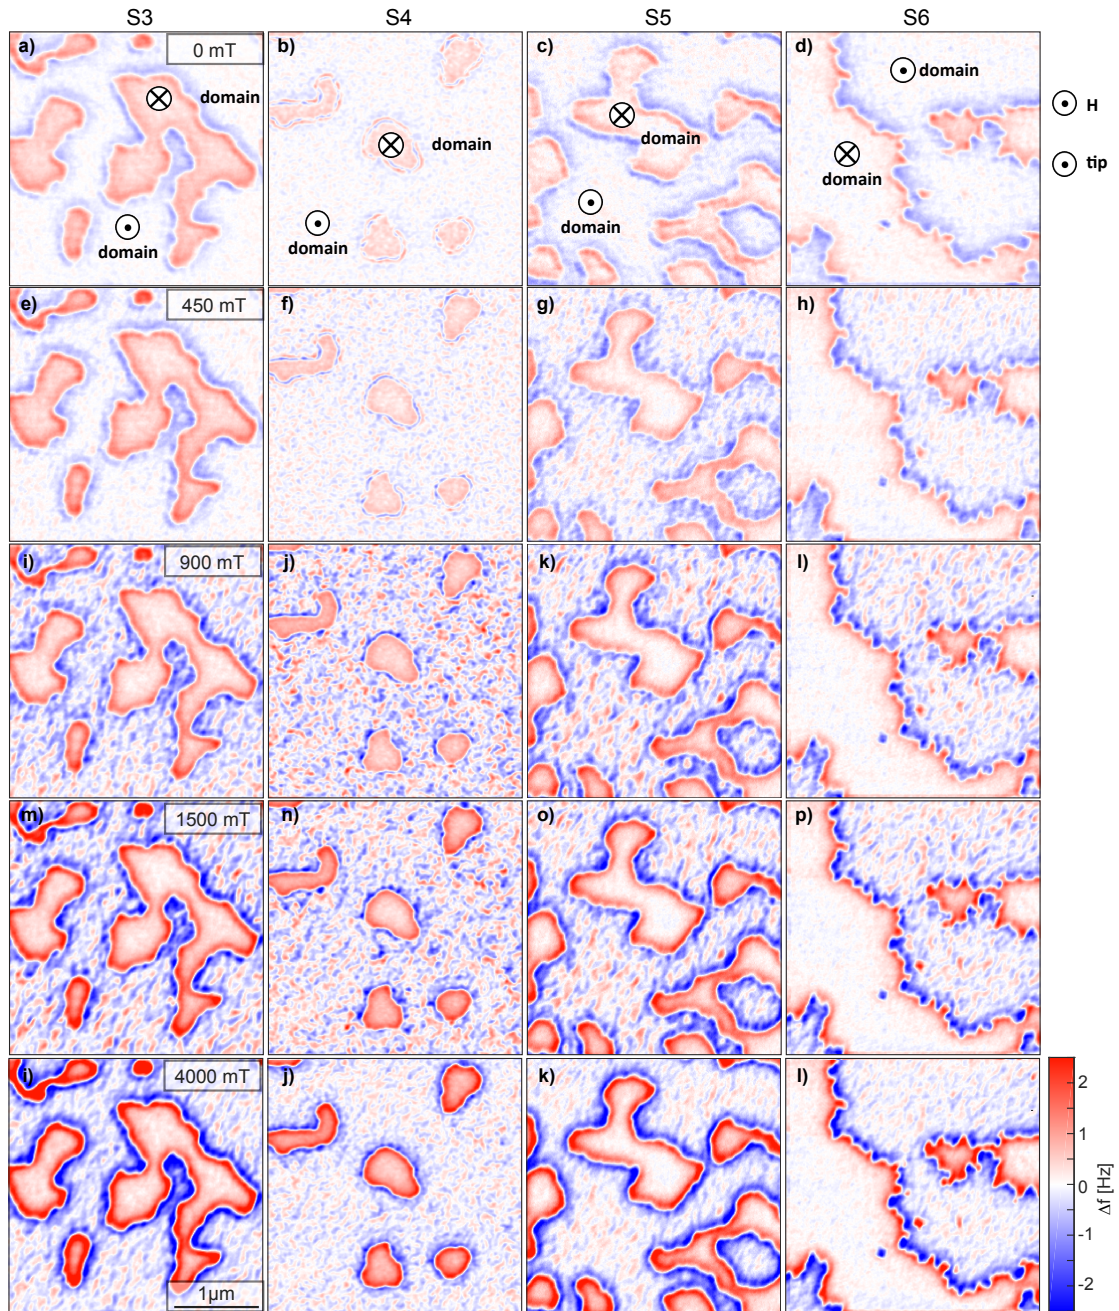 S3 S4 S5 S6
a) 0 mT b) c) d)
domain domain domain domain
domain domain domain domain
H
tip
e) 450 mT f) g) h)
i) 900 mT j) k) l)
m) 1500 mT n) o) p)
i) 4000 mT j) k) l)
1µm
2
1
0
-1
-2
Δf [Hz]